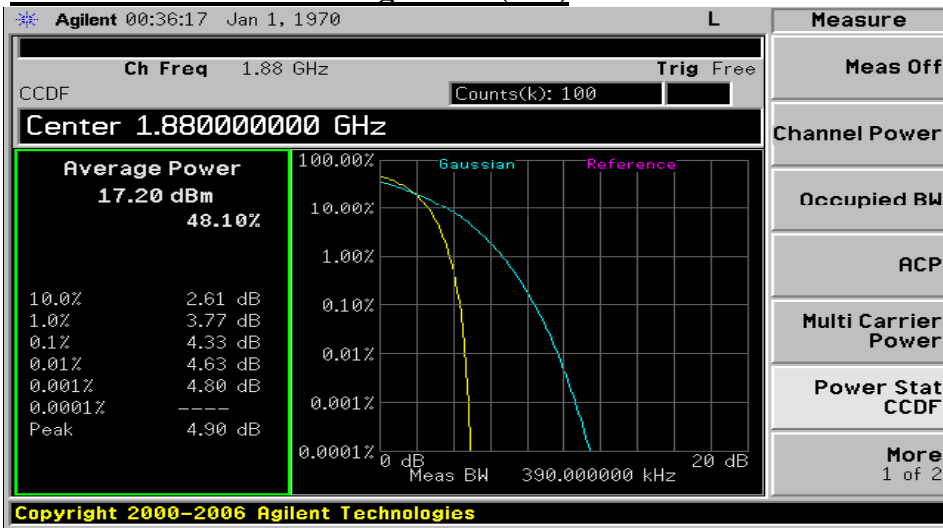 Agilent 00:36:17 Jan 1, 1970 L
Measure
Ch Freq 1.88 GHz Trig Free
CCDF Counts(k): 100
Center 1.880000000 GHz
Average Power
17.20 dBm
48.10%
10.0% 2.61 dB
1.0% 3.77 dB
0.1% 4.33 dB
0.01% 4.63 dB
0.001% 4.80 dB
0.0001% ----
Peak 4.90 dB
Gaussian Reference
100.00%
10.00%
1.00%
0.10%
0.01%
0.001%
0.0001%
0 dB 20 dB
Meas BW 390.000000 kHz
Meas Off
Channel Power
Occupied BW
ACP
Multi Carrier
Power
Power Stat
CCDF
More
1 of 2
Copyright 2000-2006 Agilent Technologies